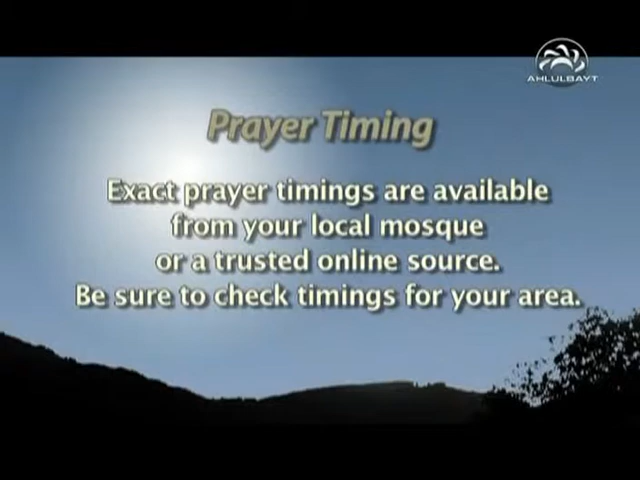 AHLULBAYT
Prayer Timing
Exact prayer timings are available
from your local mosque
or a trusted online source.
Be sure to check timings for your area.